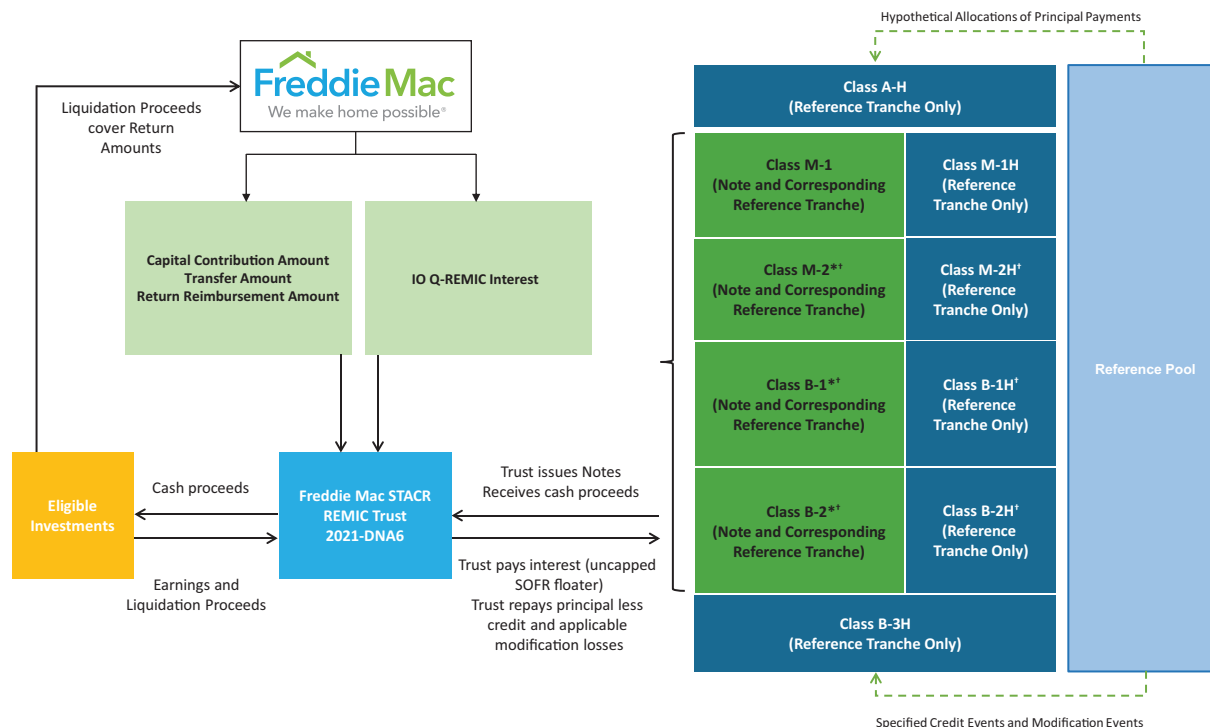 Hypothetical Allocations of Principal Payments
FreddieMac
We make home possible®
Liquidation Proceeds
cover Return
Amounts
Capital Contribution Amount
Transfer Amount
Return Reimbursement Amount
IO Q-REMIC Interest
Eligible
Investments
Cash proceeds
Earnings and
Liquidation Proceeds
Freddie Mac STACR
REMIC Trust
2021-DNA6
Trust issues Notes
Receives cash proceeds
Trust pays interest (uncapped
SOFR floater)
Trust repays principal less
credit and applicable
modification losses
Class A-H
(Reference Tranche Only)
Class M-1
(Note and Corresponding
Reference Tranche)
Class M-1H
(Reference
Tranche Only)
Class M-2*†
(Note and Corresponding
Reference Tranche)
Class M-2H†
(Reference
Tranche Only)
Class B-1*†
(Note and Corresponding
Reference Tranche)
Class B-1H†
(Reference
Tranche Only)
Class B-2*†
(Note and Corresponding
Reference Tranche)
Class B-2H†
(Reference
Tranche Only)
Class B-3H
(Reference Tranche Only)
Reference Pool
Specified Credit Events and Modification Events